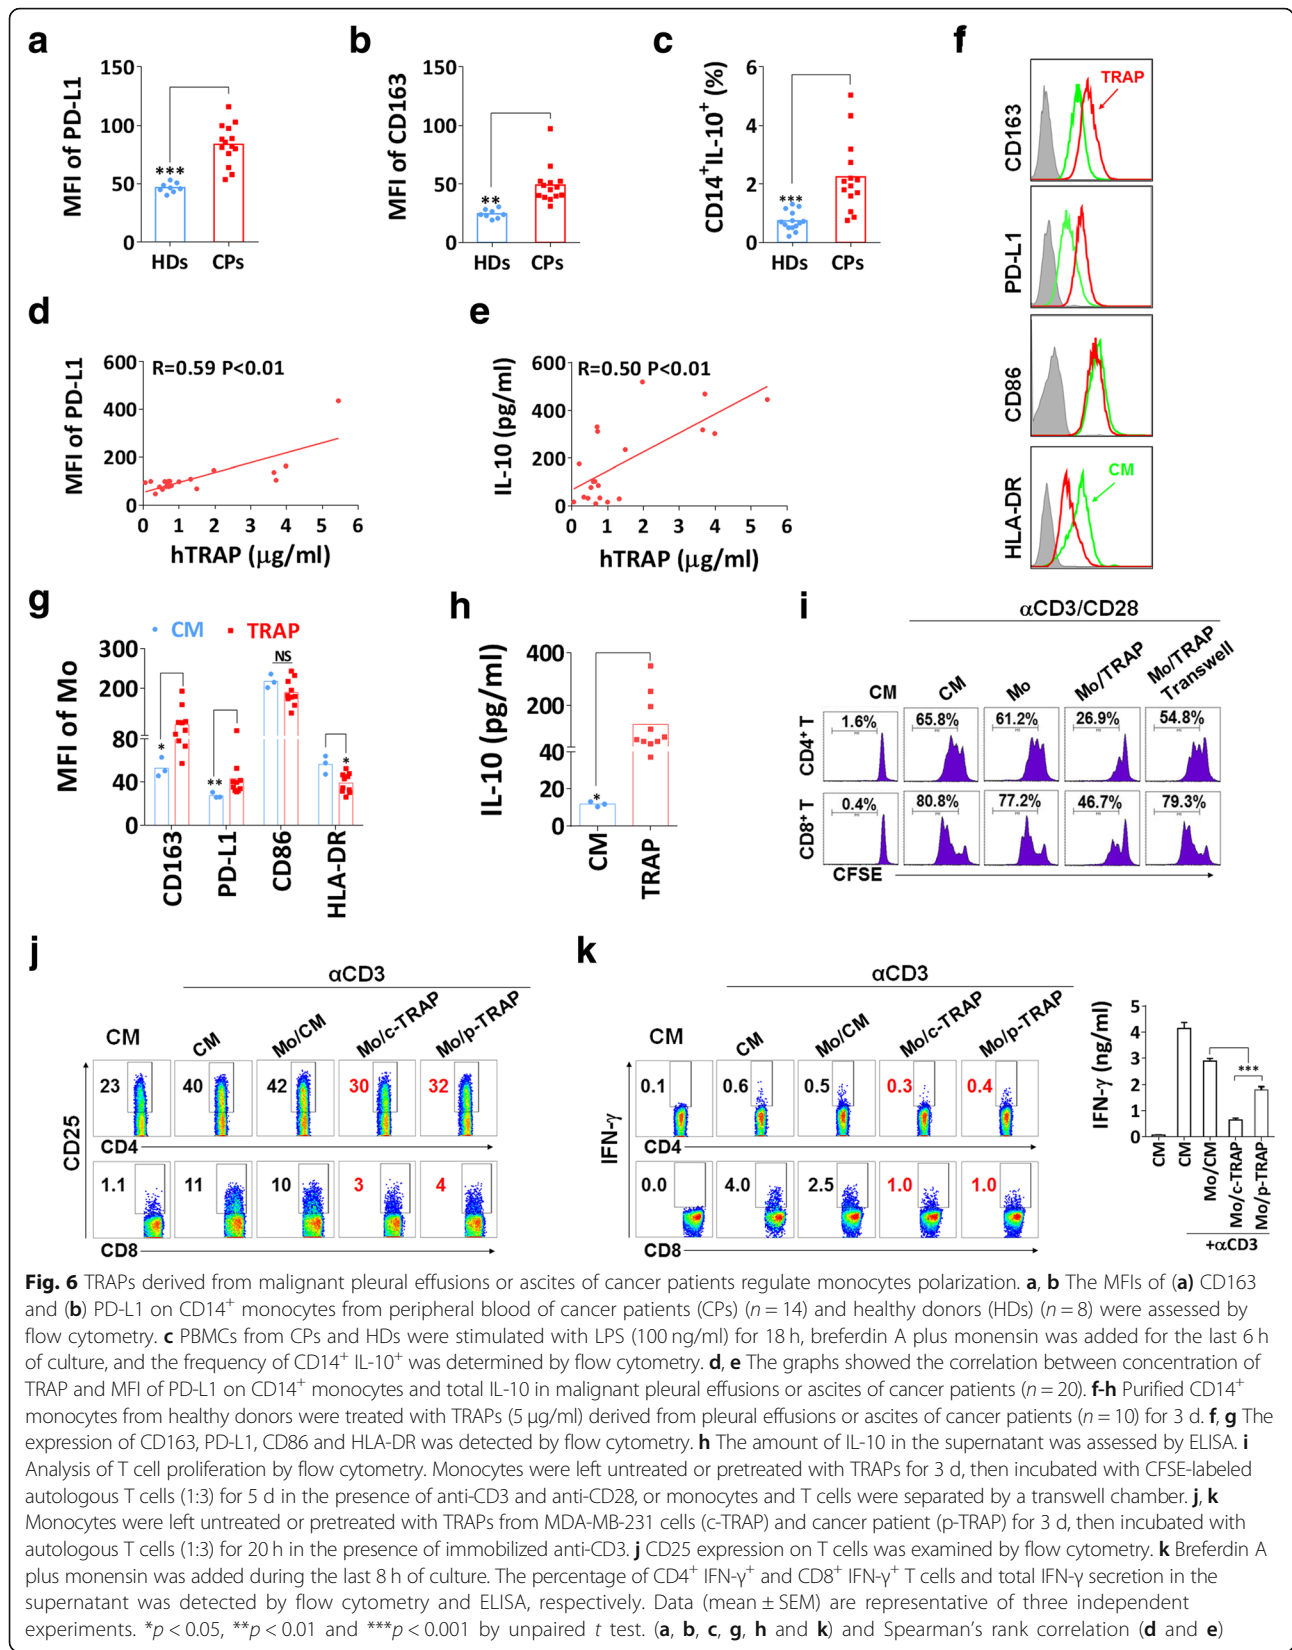 a
MFI of PD-L1
150
100
50
0
***
HDs CPs
b
MFI of CD163
150
100
50
0
**
HDs CPs
c
CD14+IL-10+ (%)
6
4
2
0
***
HDs CPs
f
CD163
TRAP
PD-L1
CD86
HLA-DR
CM
d
MFI of PD-L1
600
400
200
0
R=0.59 P<0.01
0 1 2 3 4 5 6
hTRAP (μg/ml)
e
IL-10 (pg/ml)
600
400
200
0
R=0.50 P<0.01
0 1 2 3 4 5 6
hTRAP (μg/ml)
g
CM TRAP
MFI of Mo
300
200
80
40
0
* ** NS *
CD163 PD-L1 CD86 HLA-DR
h
IL-10 (pg/ml)
400
200
40
20
0
*
CM TRAP
i
αCD3/CD28
CM CM Mo Mo/TRAP Mo/TRAP Transwell
CD4+ T
1.6% 65.8% 61.2% 26.9% 54.8%
CD8+ T
0.4% 80.8% 77.2% 46.7% 79.3%
CFSE
j
αCD3
CM CM Mo/CM Mo/c-TRAP Mo/p-TRAP
CD25
23 40 42 30 32
CD4
1.1 11 10 3 4
CD8
k
αCD3
CM CM Mo/CM Mo/c-TRAP Mo/p-TRAP
IFN-γ
0.1 0.6 0.5 0.3 0.4
CD4
0.0 4.0 2.5 1.0 1.0
CD8
IFN-γ (ng/ml)
5
4
3
2
1
0
***
CM CM Mo/CM Mo/c-TRAP Mo/p-TRAP
+αCD3
Fig. 6 TRAPs derived from malignant pleural effusions or ascites of cancer patients regulate monocytes polarization. a, b The MFIs of (a) CD163
and (b) PD-L1 on CD14+ monocytes from peripheral blood of cancer patients (CPs) (n = 14) and healthy donors (HDs) (n = 8) were assessed by
flow cytometry. c PBMCs from CPs and HDs were stimulated with LPS (100 ng/ml) for 18 h, breferdin A plus monensin was added for the last 6 h
of culture, and the frequency of CD14+ IL-10+ was determined by flow cytometry. d, e The graphs showed the correlation between concentration of
TRAP and MFI of PD-L1 on CD14+ monocytes and total IL-10 in malignant pleural effusions or ascites of cancer patients (n = 20). f-h Purified CD14+
monocytes from healthy donors were treated with TRAPs (5 μg/ml) derived from pleural effusions or ascites of cancer patients (n = 10) for 3 d. f, g The
expression of CD163, PD-L1, CD86 and HLA-DR was detected by flow cytometry. h The amount of IL-10 in the supernatant was assessed by ELISA. i
Analysis of T cell proliferation by flow cytometry. Monocytes were left untreated or pretreated with TRAPs for 3 d, then incubated with CFSE-labeled
autologous T cells (1:3) for 5 d in the presence of anti-CD3 and anti-CD28, or monocytes and T cells were separated by a transwell chamber. j, k
Monocytes were left untreated or pretreated with TRAPs from MDA-MB-231 cells (c-TRAP) and cancer patient (p-TRAP) for 3 d, then incubated with
autologous T cells (1:3) for 20 h in the presence of immobilized anti-CD3. j CD25 expression on T cells was examined by flow cytometry. k Breferdin A
plus monensin was added during the last 8 h of culture. The percentage of CD4+ IFN-γ+ and CD8+ IFN-γ+ T cells and total IFN-γ secretion in the
supernatant was detected by flow cytometry and ELISA, respectively. Data (mean ± SEM) are representative of three independent
experiments. *p < 0.05, **p < 0.01 and ***p < 0.001 by unpaired t test. (a, b, c, g, h and k) and Spearman's rank correlation (d and e)